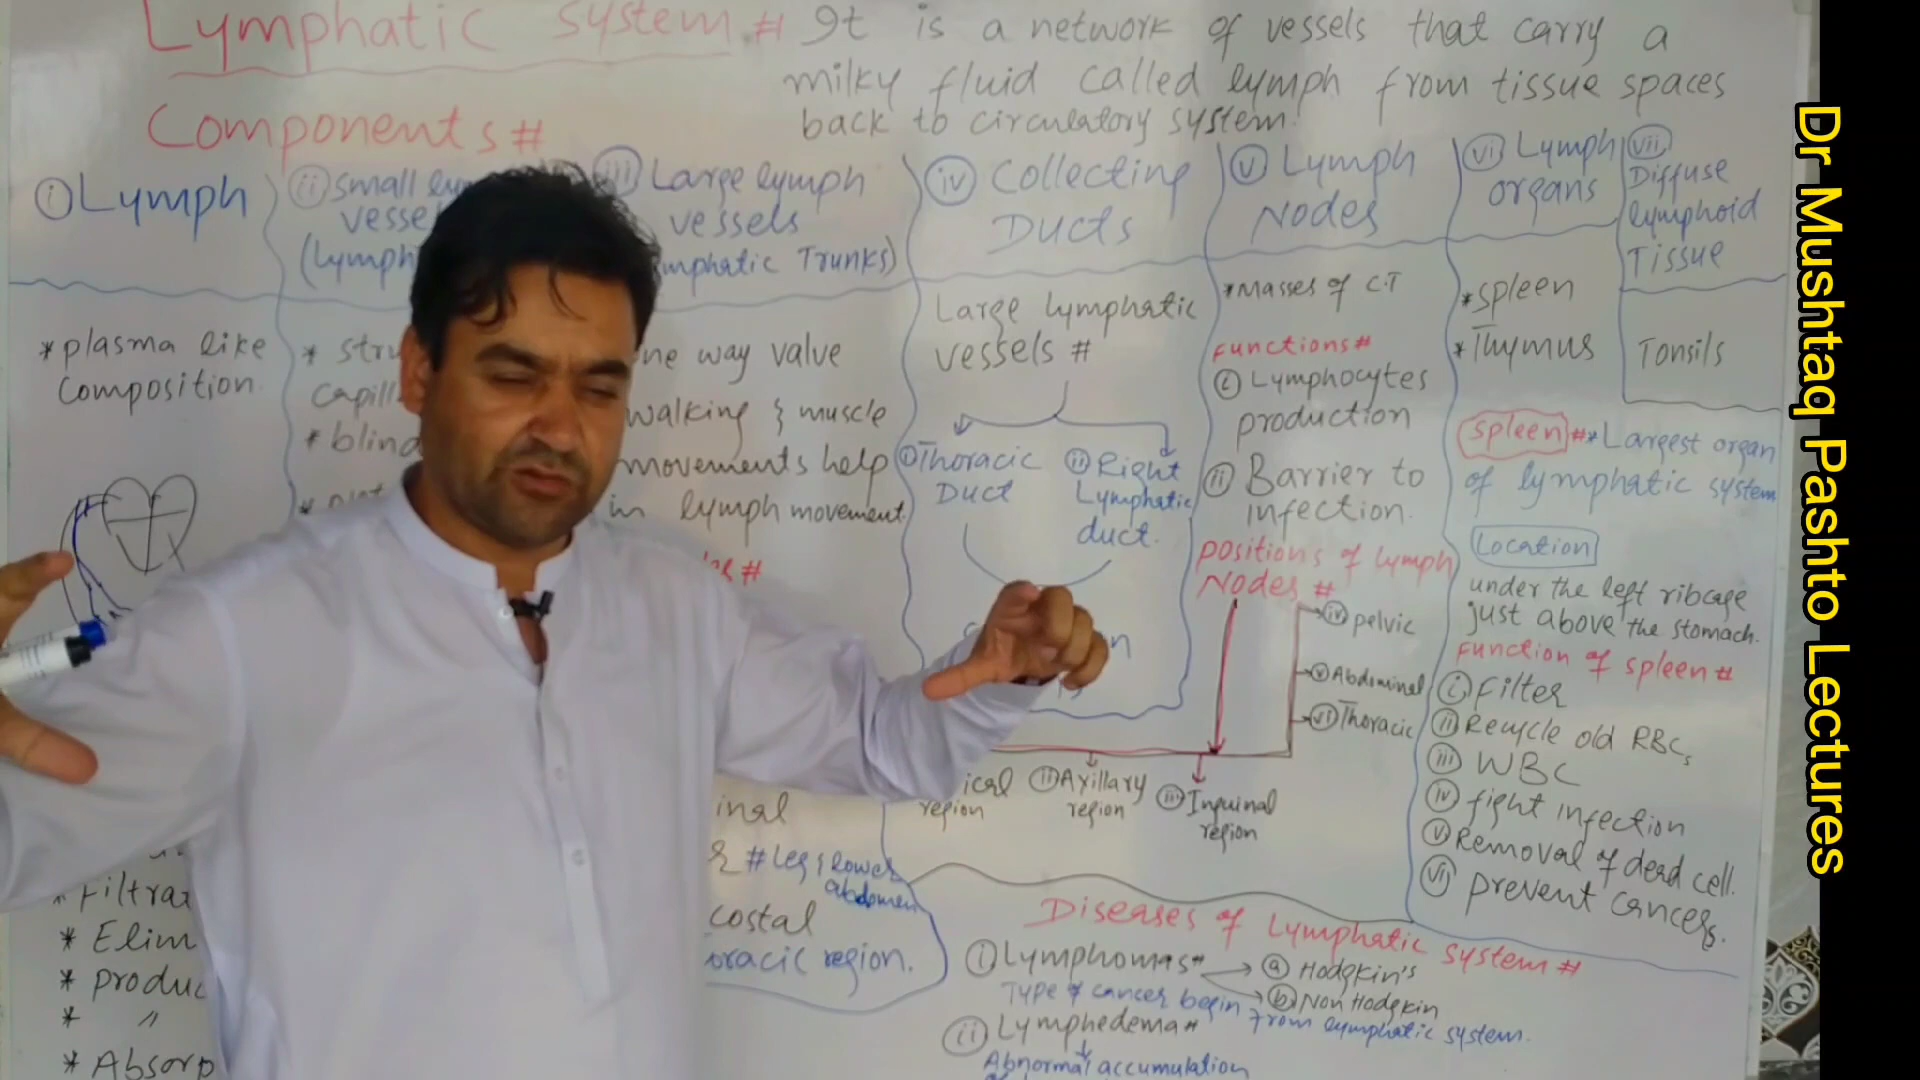 Lymphatic System #
It is a network of vessels that carry a
milky fluid called lymph from tissue spaces
back to circulatory system.
Components #
(i) Lymph
* plasma like
composition.
Filtra
* Elim
* produc
* 〃
* Absorp
(ii) small
vesse
(Lymph
* stru
capill
* blind
(iii) Large lymph
vessels
mphatic Trunks)
ne way valve
walking & muscle
movements help
in lymph movement.
inal
# Leg & lower
abdomen
costal
oracic region.
(iv) Collecting
Ducts
Large lymphatic
vessels #
(i) Thoracic
Duct
(ii) Right
Lymphatic
duct.
(v) Lymph
Nodes
* Masses of C.T
Functions #
(i) Lymphocytes
production
(ii) Barrier to
infection.
positions of lymph
Nodes #
(iv) pelvic
(v) Abdominal
(vi) Thoracic
ical
region
(ii) Axillary
region
(iii) Inguinal
region
(vi) Lymph
organs
* spleen
* Thymus
(vii)
Diffuse
lymphoid
Tissue
Tonsils
spleen # * Largest organ
of lymphatic system
Location
under the left ribcage
just above the stomach.
Function of spleen #
(i) Filter
(ii) Recycle old RBCs
(iii) WBC
(iv) fight infection
(v) Removal of dead cell.
(vi) prevent cancers.
Diseases of Lymphatic system #
(i) Lymphomas #
(a) Hodgkin's
(b) Non Hodgkin
Type of cancer begin from lymphatic system.
(ii) Lymphedema #
Abnormal accumulation
Dr Mushtaq Pashto Lectures